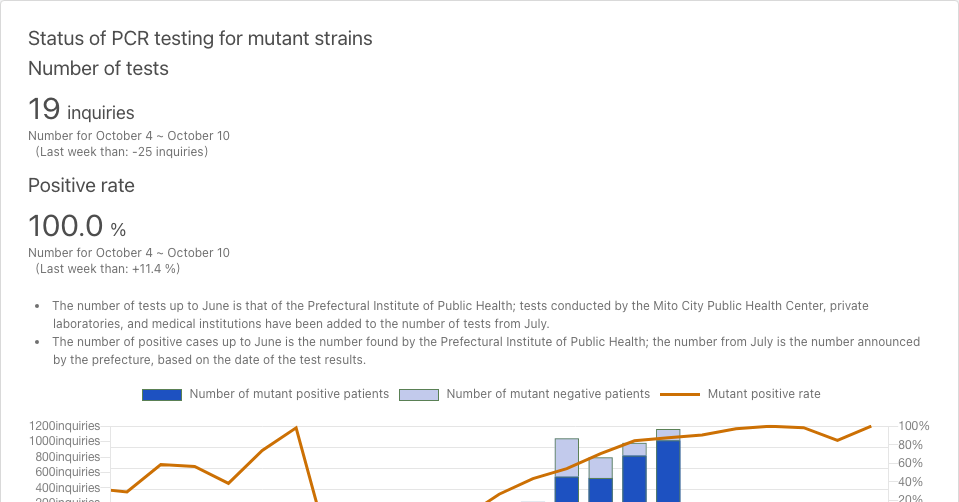 Status of PCR testing for mutant strains
Number of tests
19 inquiries
Number for October 4 ~ October 10
(Last week than: -25 inquiries)
Positive rate
100.0 %
Number for October 4 ~ October 10
(Last week than: +11.4 %)
• The number of tests up to June is that of the Prefectural Institute of Public Health; tests conducted by the Mito City Public Health Center, private
laboratories, and medical institutions have been added to the number of tests from July.
• The number of positive cases up to June is the number found by the Prefectural Institute of Public Health; the number from July is the number announced
by the prefecture, based on the date of the test results.
Number of mutant positive patients Number of mutant negative patients Mutant positive rate
1200inquiries 100%
1000inquiries 80%
800inquiries 60%
600inquiries 40%
400inquiries 20%
200inquiries